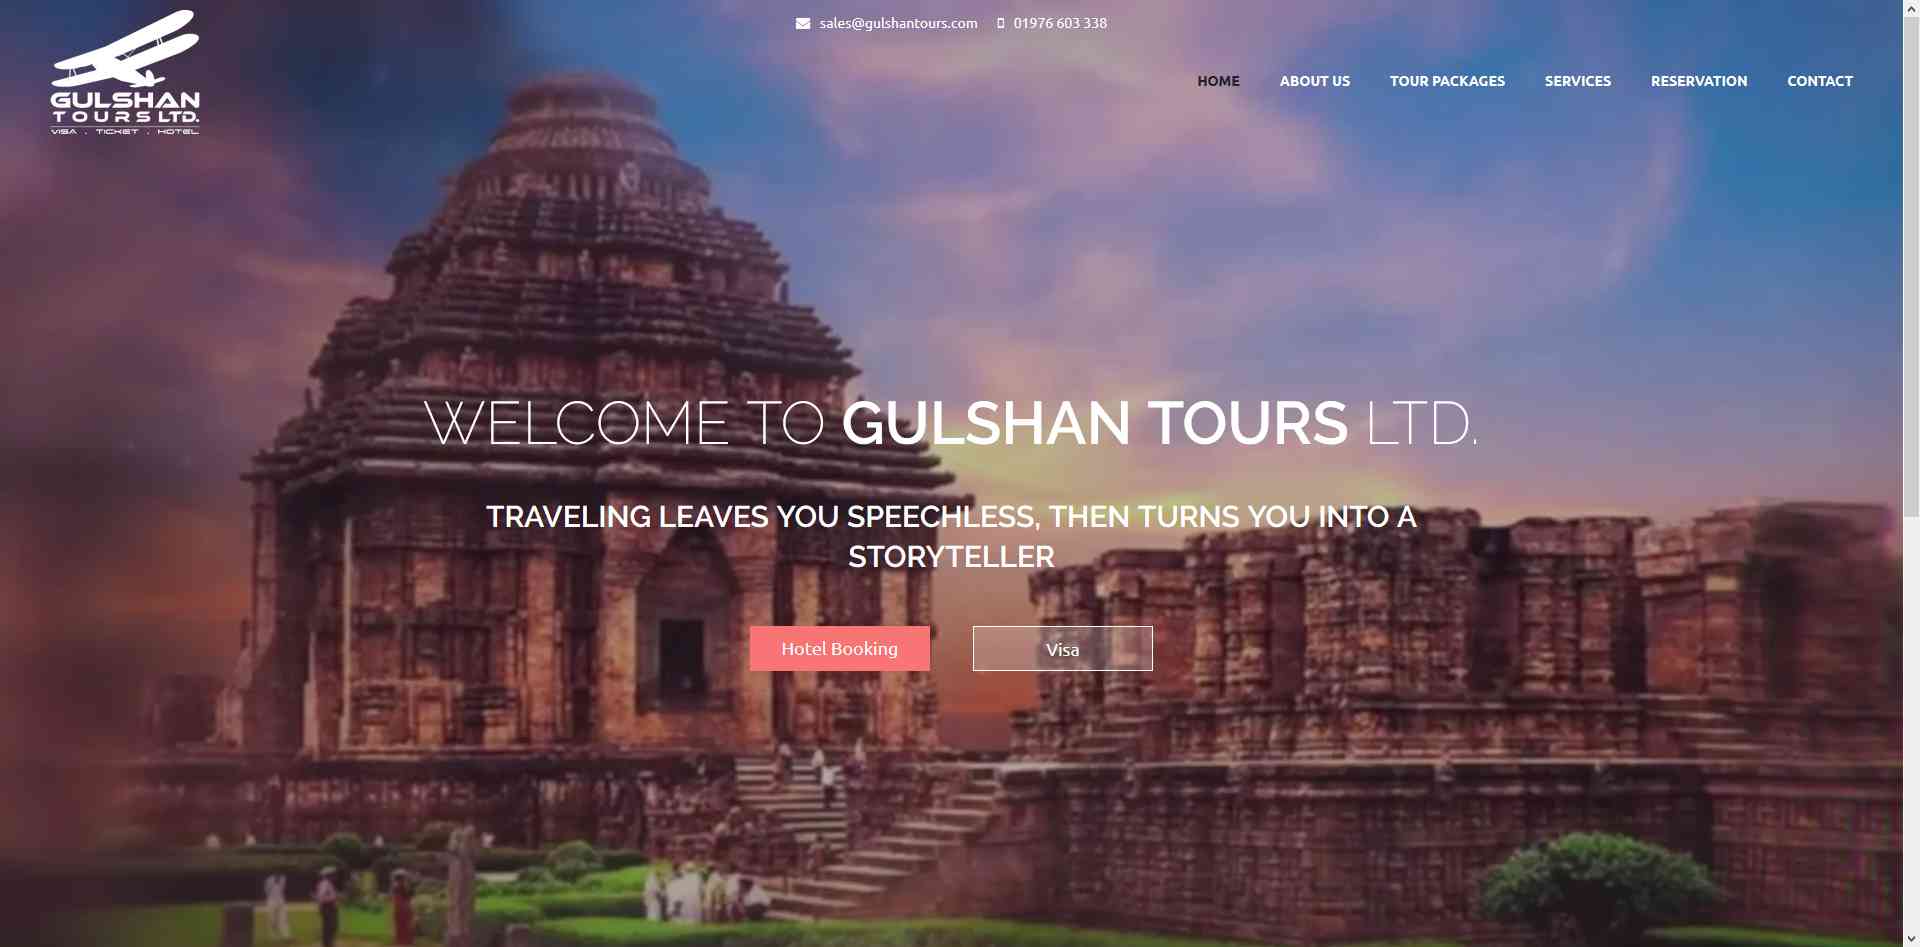 sales@gulshantours.com 01976 603 338
GULSHAN
TOURS LTD.
VISA . TICKET . HOTEL
HOME ABOUT US TOUR PACKAGES SERVICES RESERVATION CONTACT
WELCOME TO GULSHAN TOURS LTD.
TRAVELING LEAVES YOU SPEECHLESS, THEN TURNS YOU INTO A
STORYTELLER
Hotel Booking Visa